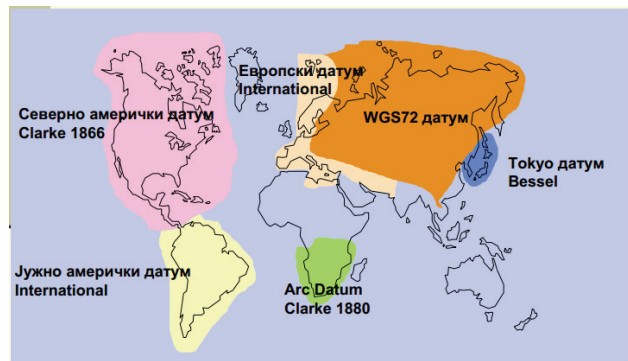 Европски датум
International
Северно амерички датум
Clarke 1866
WGS72 датум
Tokyo датум
Bessel
Јужно амерички датум
International
Arc Datum
Clarke 1880